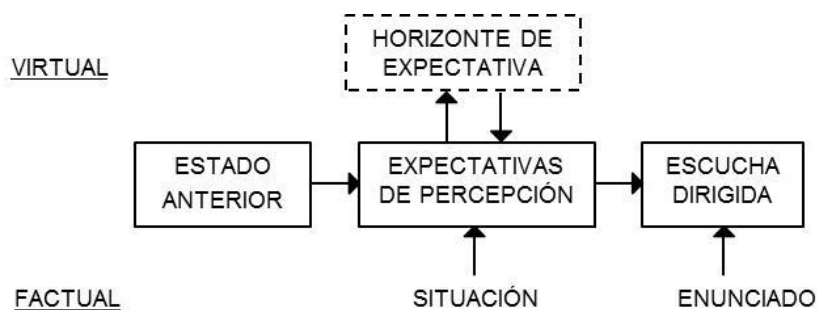 VIRTUAL
HORIZONTE DE
EXPECTATIVA
ESTADO
ANTERIOR
EXPECTATIVAS
DE PERCEPCIÓN
ESCUCHA
DIRIGIDA
FACTUAL
SITUACIÓN
ENUNCIADO